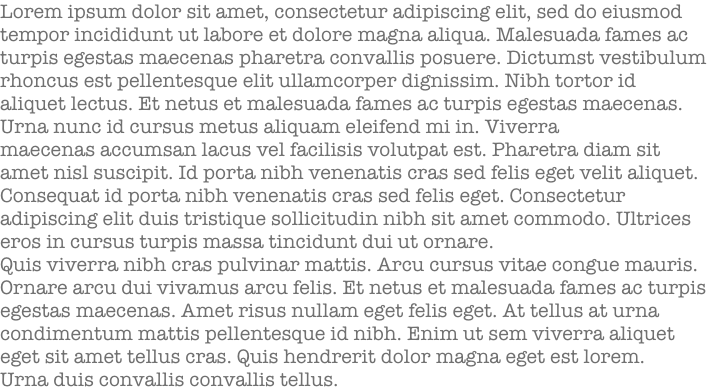 Lorem ipsum dolor sit amet, consectetur adipiscing elit, sed do eiusmod
tempor incididunt ut labore et dolore magna aliqua. Malesuada fames ac
turpis egestas maecenas pharetra convallis posuere. Dictumst vestibulum
rhoncus est pellentesque elit ullamcorper dignissim. Nibh tortor id
aliquet lectus. Et netus et malesuada fames ac turpis egestas maecenas.
Urna nunc id cursus metus aliquam eleifend mi in. Viverra
maecenas accumsan lacus vel facilisis volutpat est. Pharetra diam sit
amet nisl suscipit. Id porta nibh venenatis cras sed felis eget velit aliquet.
Consequat id porta nibh venenatis cras sed felis eget. Consectetur
adipiscing elit duis tristique sollicitudin nibh sit amet commodo. Ultrices
eros in cursus turpis massa tincidunt dui ut ornare.
Quis viverra nibh cras pulvinar mattis. Arcu cursus vitae congue mauris.
Ornare arcu dui vivamus arcu felis. Et netus et malesuada fames ac turpis
egestas maecenas. Amet risus nullam eget felis eget. At tellus at urna
condimentum mattis pellentesque id nibh. Enim ut sem viverra aliquet
eget sit amet tellus cras. Quis hendrerit dolor magna eget est lorem.
Urna duis convallis convallis tellus.